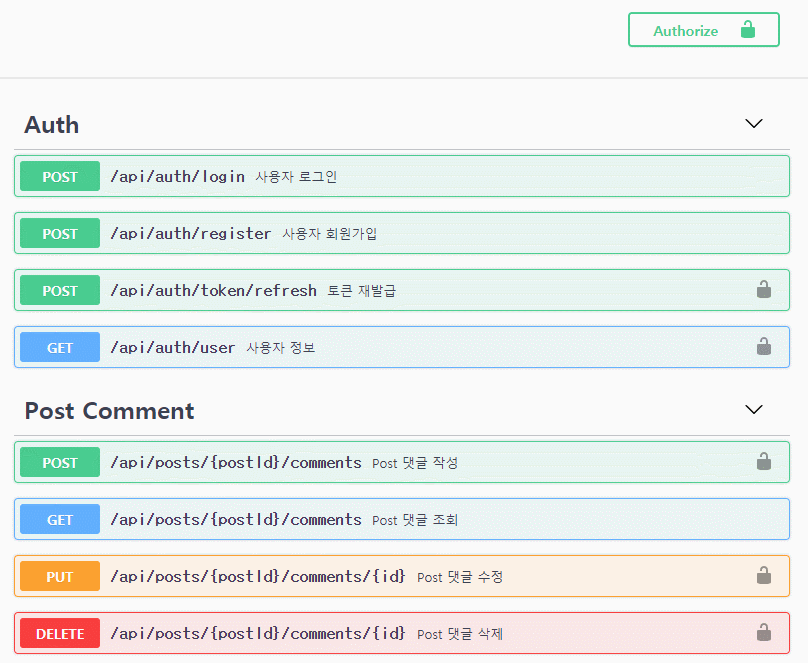 Authorize
Auth
POST /api/auth/login 사용자 로그인
POST /api/auth/register 사용자 회원가입
POST /api/auth/token/refresh 토큰 재발급
GET /api/auth/user 사용자 정보
Post Comment
POST /api/posts/{postId}/comments Post 댓글 작성
GET /api/posts/{postId}/comments Post 댓글 조회
PUT /api/posts/{postId}/comments/{id} Post 댓글 수정
DELETE /api/posts/{postId}/comments/{id} Post 댓글 삭제